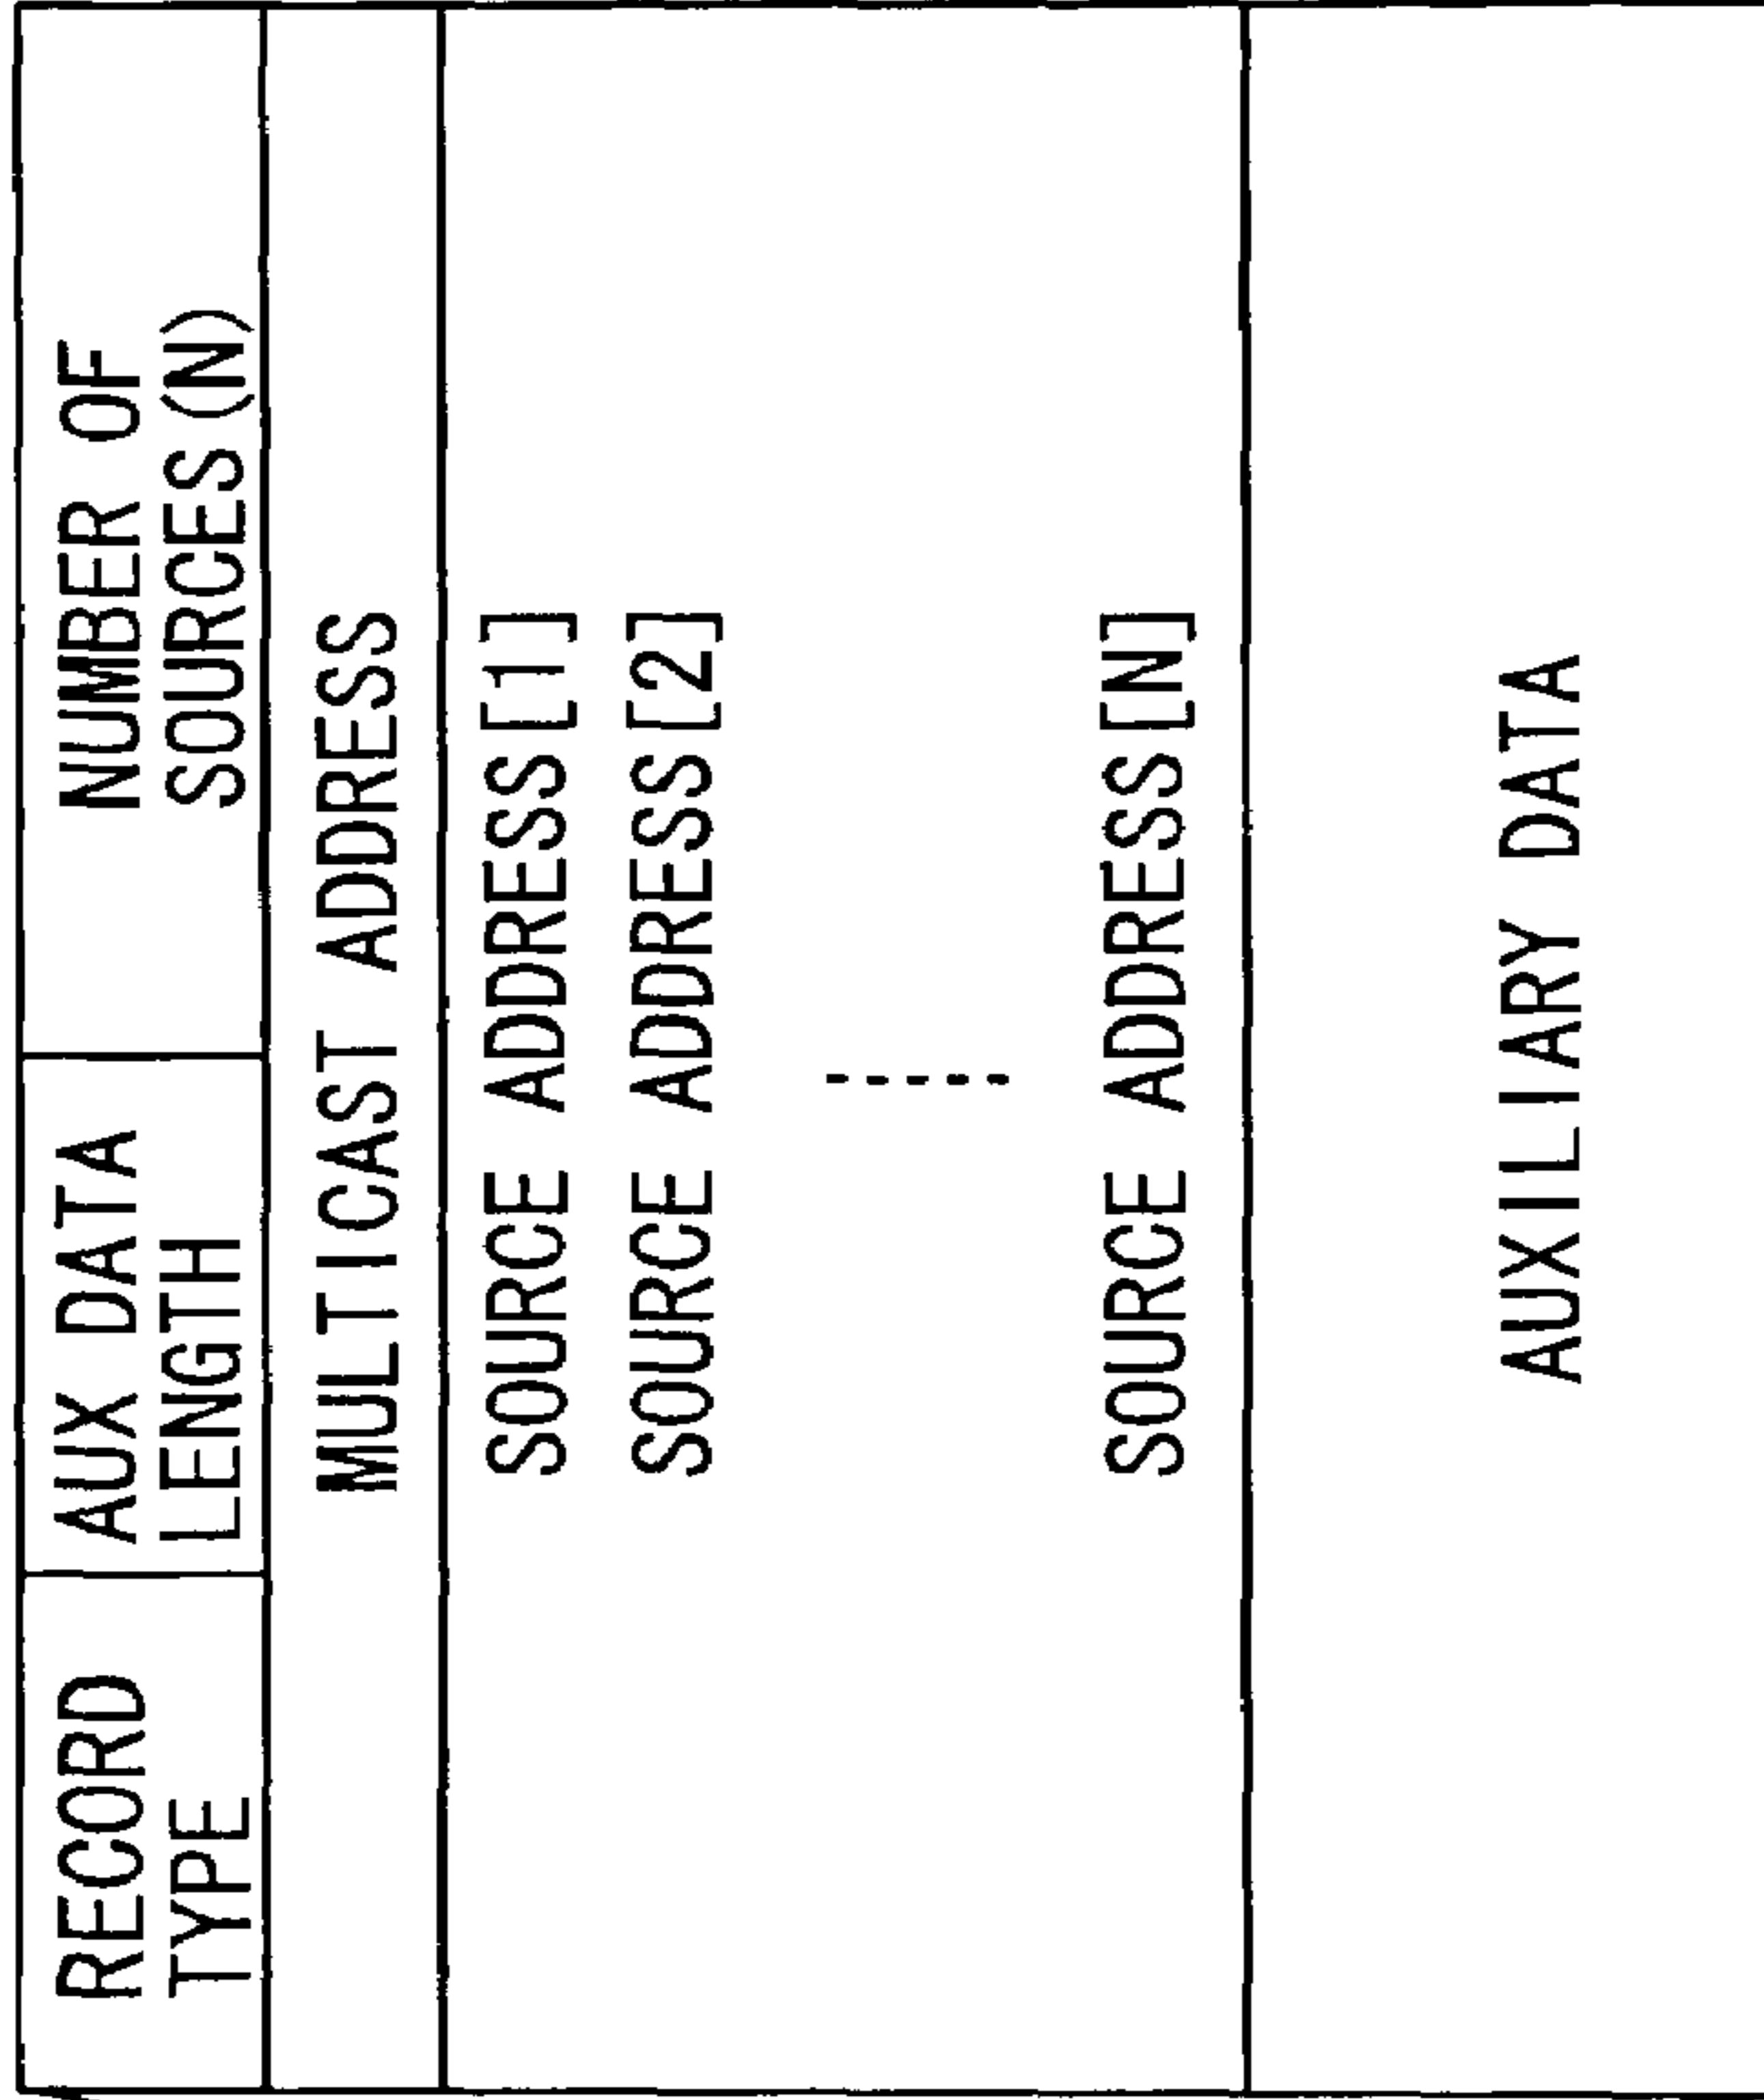 RECORD
TYPE
AUX DATA
LENGTH
NUMBER OF
SOURCES(N)
MULTICAST ADDRESS
SOURCE ADDRESS[1]
SOURCE ADDRESS[2]
SOURCE ADDRESS[N]
AUXILIARY DATA